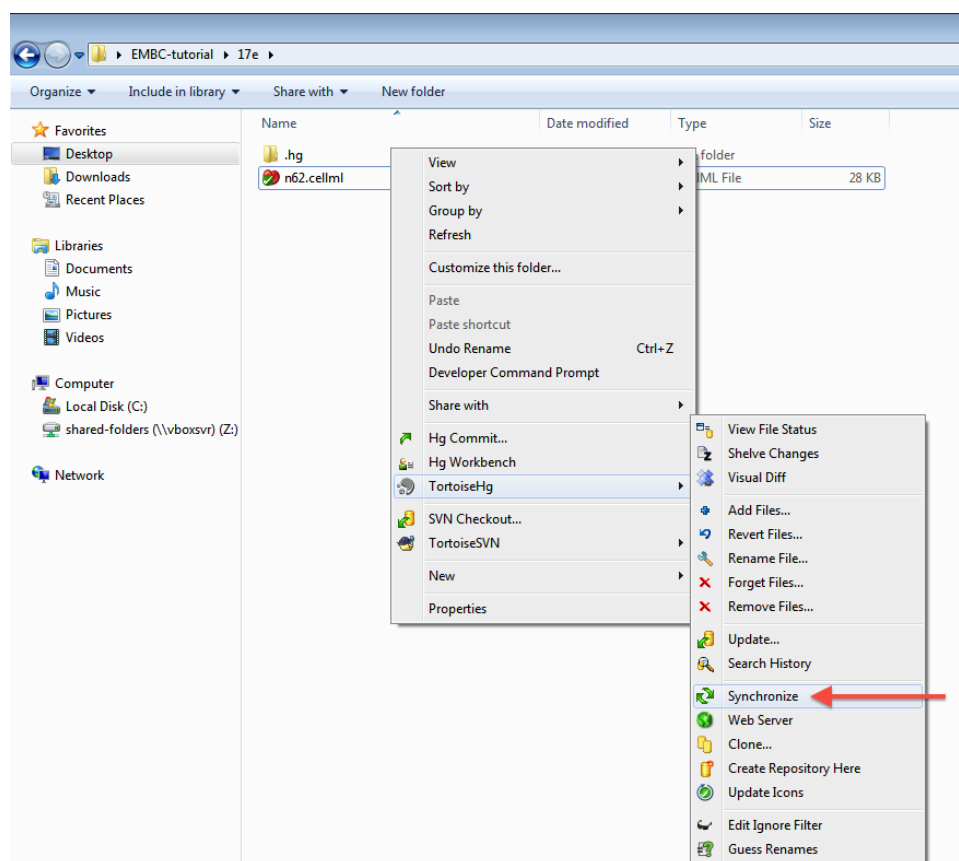 EMBC-tutorial 17e
Organize Include in library Share with New folder
Favorites
Desktop
Downloads
Recent Places
Libraries
Documents
Music
Pictures
Videos
Computer
Local Disk (C:)
shared-folders (\\vboxsvr) (Z:)
Network
Name Date modified Type Size
.hg folder
n62.cellml ML File 28 KB
View
Sort by
Group by
Refresh
Customize this folder...
Paste
Paste shortcut
Undo Rename Ctrl+Z
Developer Command Prompt
Share with
Hg Commit...
Hg Workbench
TortoiseHg
SVN Checkout...
TortoiseSVN
New
Properties
View File Status
Shelve Changes
Visual Diff
Add Files...
Revert Files...
Rename File...
Forget Files...
Remove Files...
Update...
Search History
Synchronize
Web Server
Clone...
Create Repository Here
Update Icons
Edit Ignore Filter
Guess Renames